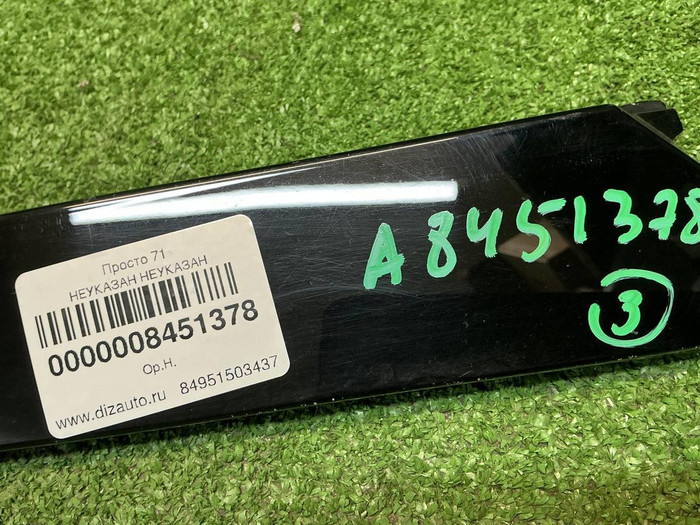 Просто 71
НЕУКАЗАН НЕУКАЗАН
0000008451378
Ор.Н.
www.dizauto.ru 84951503437
A8451378
3